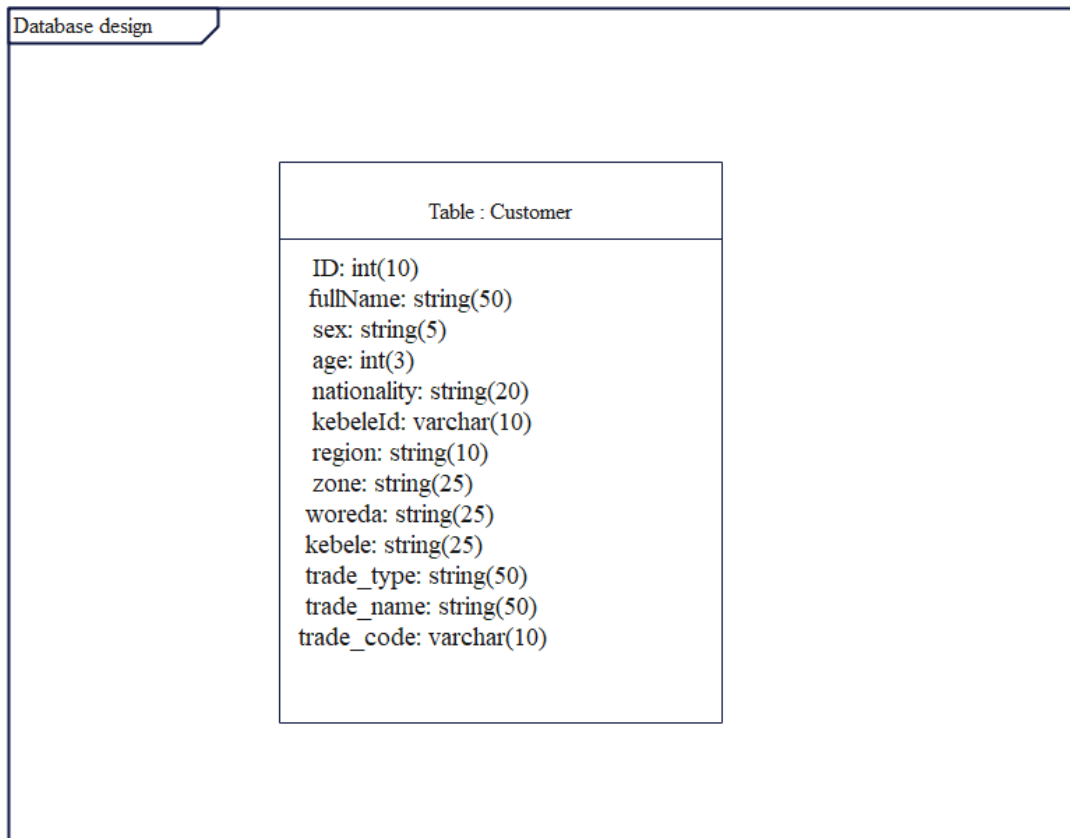 Database design
Table : Customer
ID: int(10)
fullName: string(50)
sex: string(5)
age: int(3)
nationality: string(20)
kebeleId: varchar(10)
region: string(10)
zone: string(25)
woreda: string(25)
kebele: string(25)
trade_type: string(50)
trade_name: string(50)
trade_code: varchar(10)